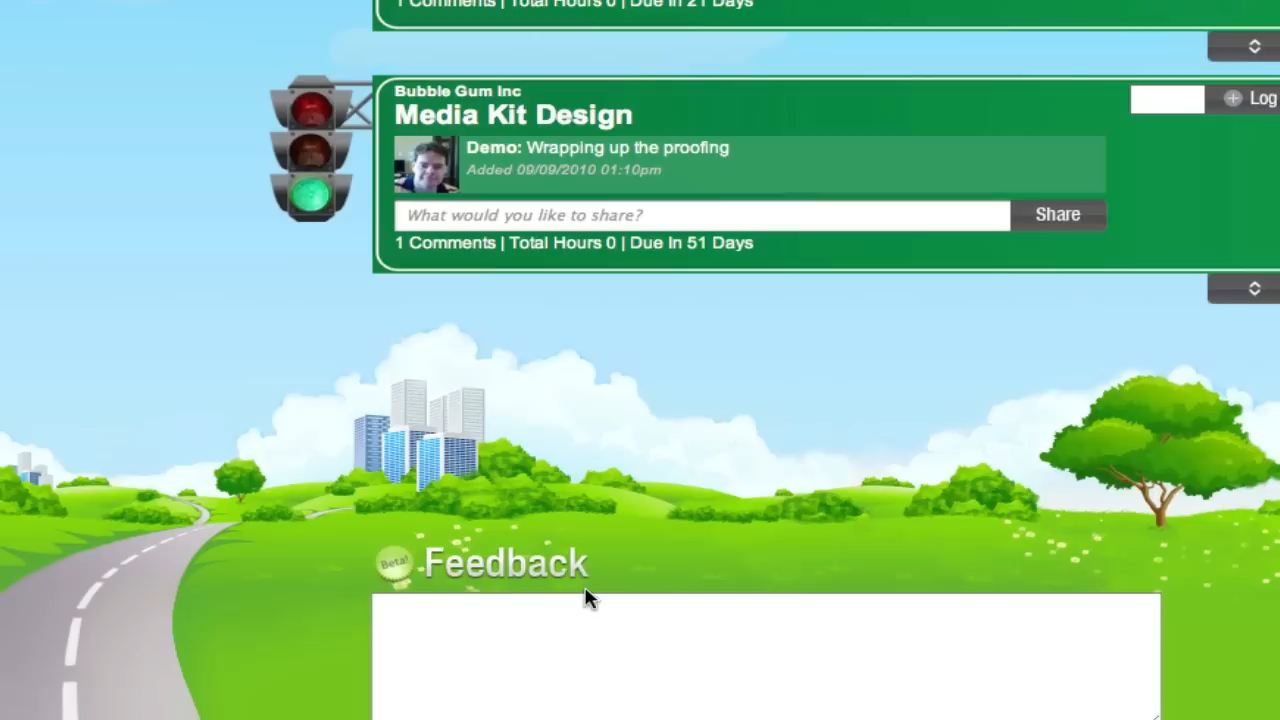 1 Comments | Total Hours 0 | Due In 21 Days
Bubble Gum Inc
Media Kit Design
Log
Demo: Wrapping up the proofing
Added 09/09/2010 01:10pm
What would you like to share?
Share
1 Comments | Total Hours 0 | Due In 51 Days
Beta!
Feedback